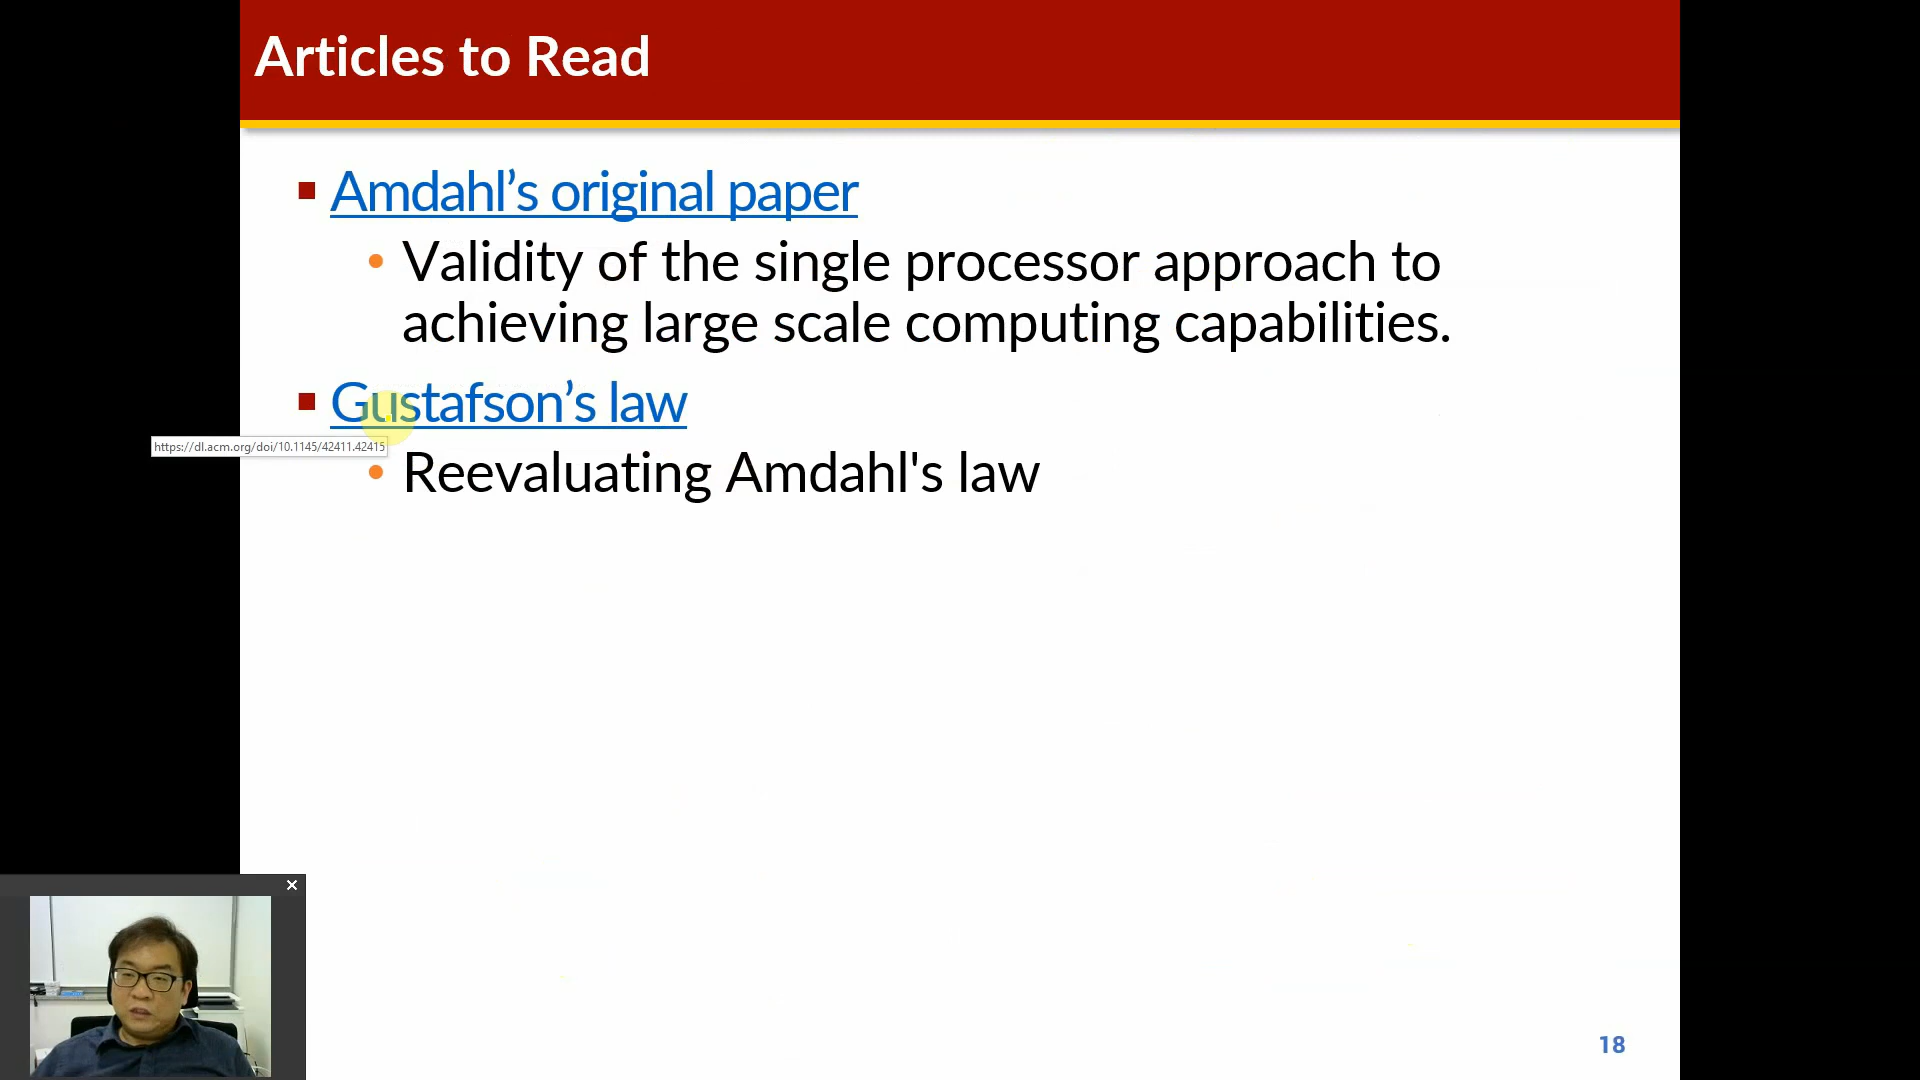 Articles to Read
Amdahl’s original paper
Validity of the single processor approach to
achieving large scale computing capabilities.
Gustafson’s law
https://dl.acm.org/doi/10.1145/42411.42415
Reevaluating Amdahl's law
18